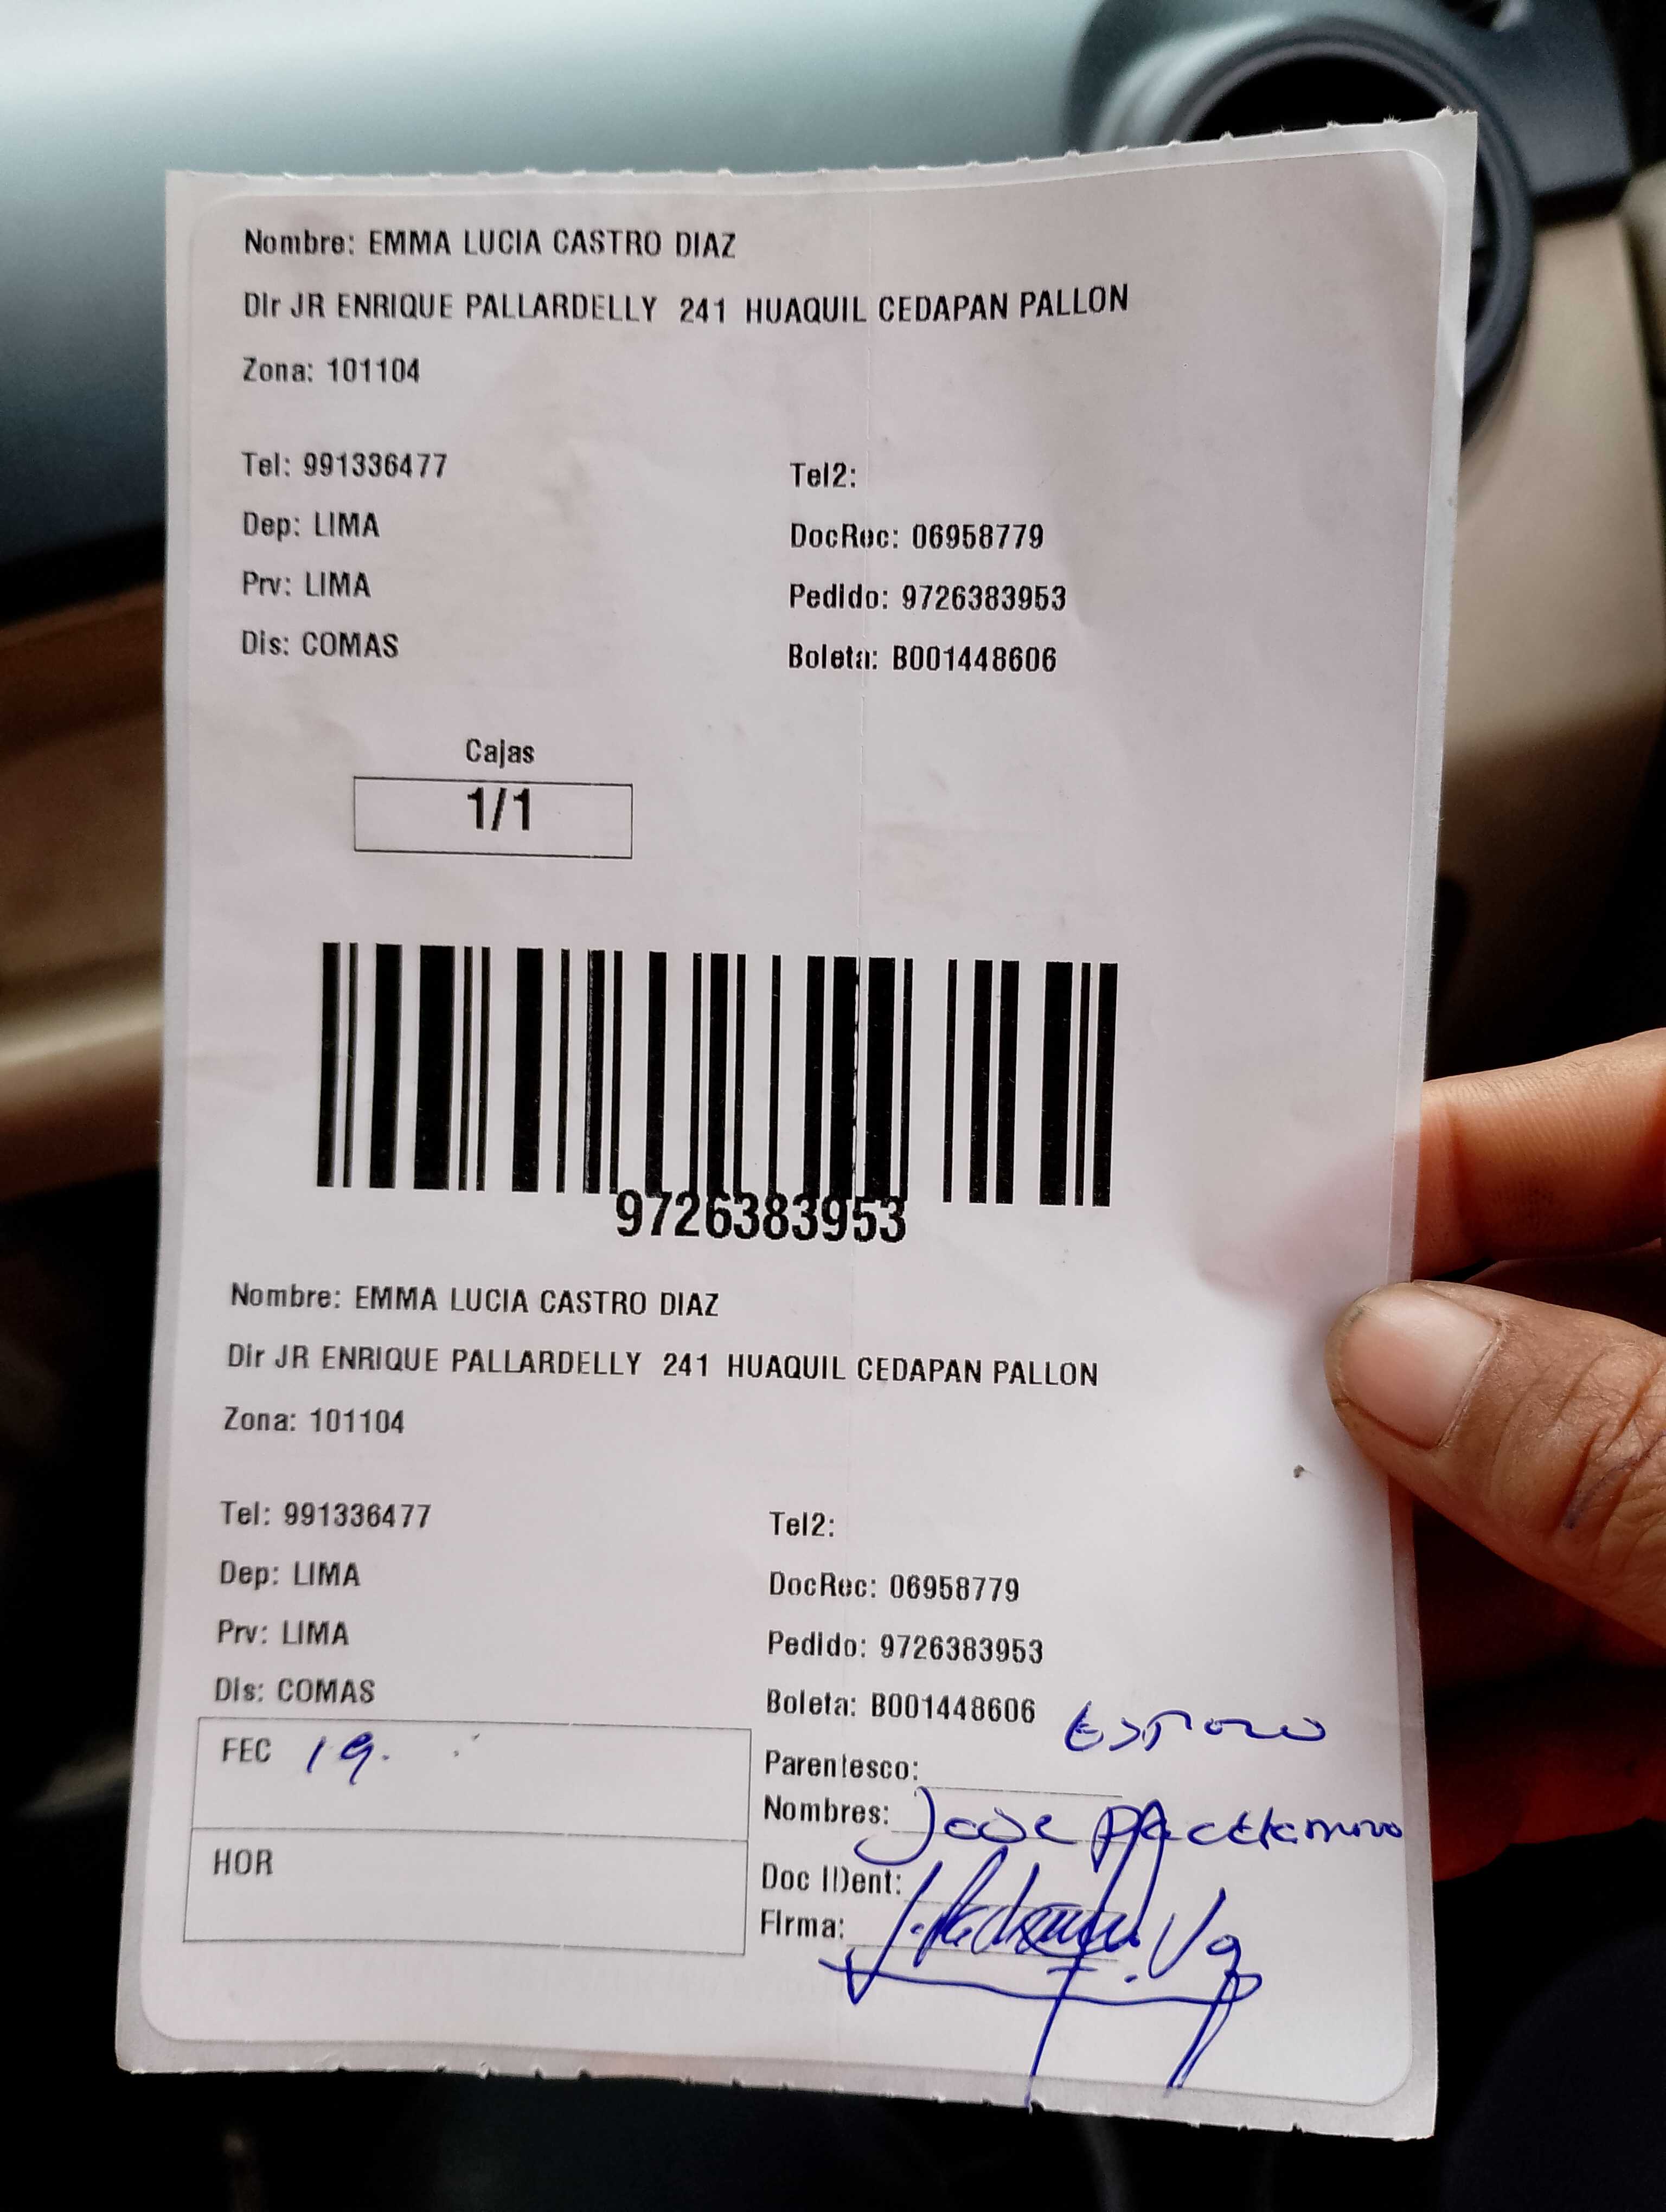 Nombre: EMMA LUCIA CASTRO DIAZ
Dir JR ENRIQUE PALLARDELLY 241 HUAQUIL CEDAPAN PALLON
Zona: 101104
Tel: 991336477
Tel2:
Dep: LIMA
DocRec: 06958779
Prv: LIMA
Pedido: 9726383953
Dis: COMAS
Boleta: B001448606
Cajas
1/1
9726383953
Nombre: EMMA LUCIA CASTRO DIAZ
Dir JR ENRIQUE PALLARDELLY 241 HUAQUIL CEDAPAN PALLON
Zona: 101104
Tel: 991336477
Tel2:
Dep: LIMA
DocRec: 06958779
Prv: LIMA
Pedido: 9726383953
Dis: COMAS
Boleta: B001448606
FEC 19.
Parentesco: Esposo
Nombres: Jose
HOR
Doc IDent:
Firma: